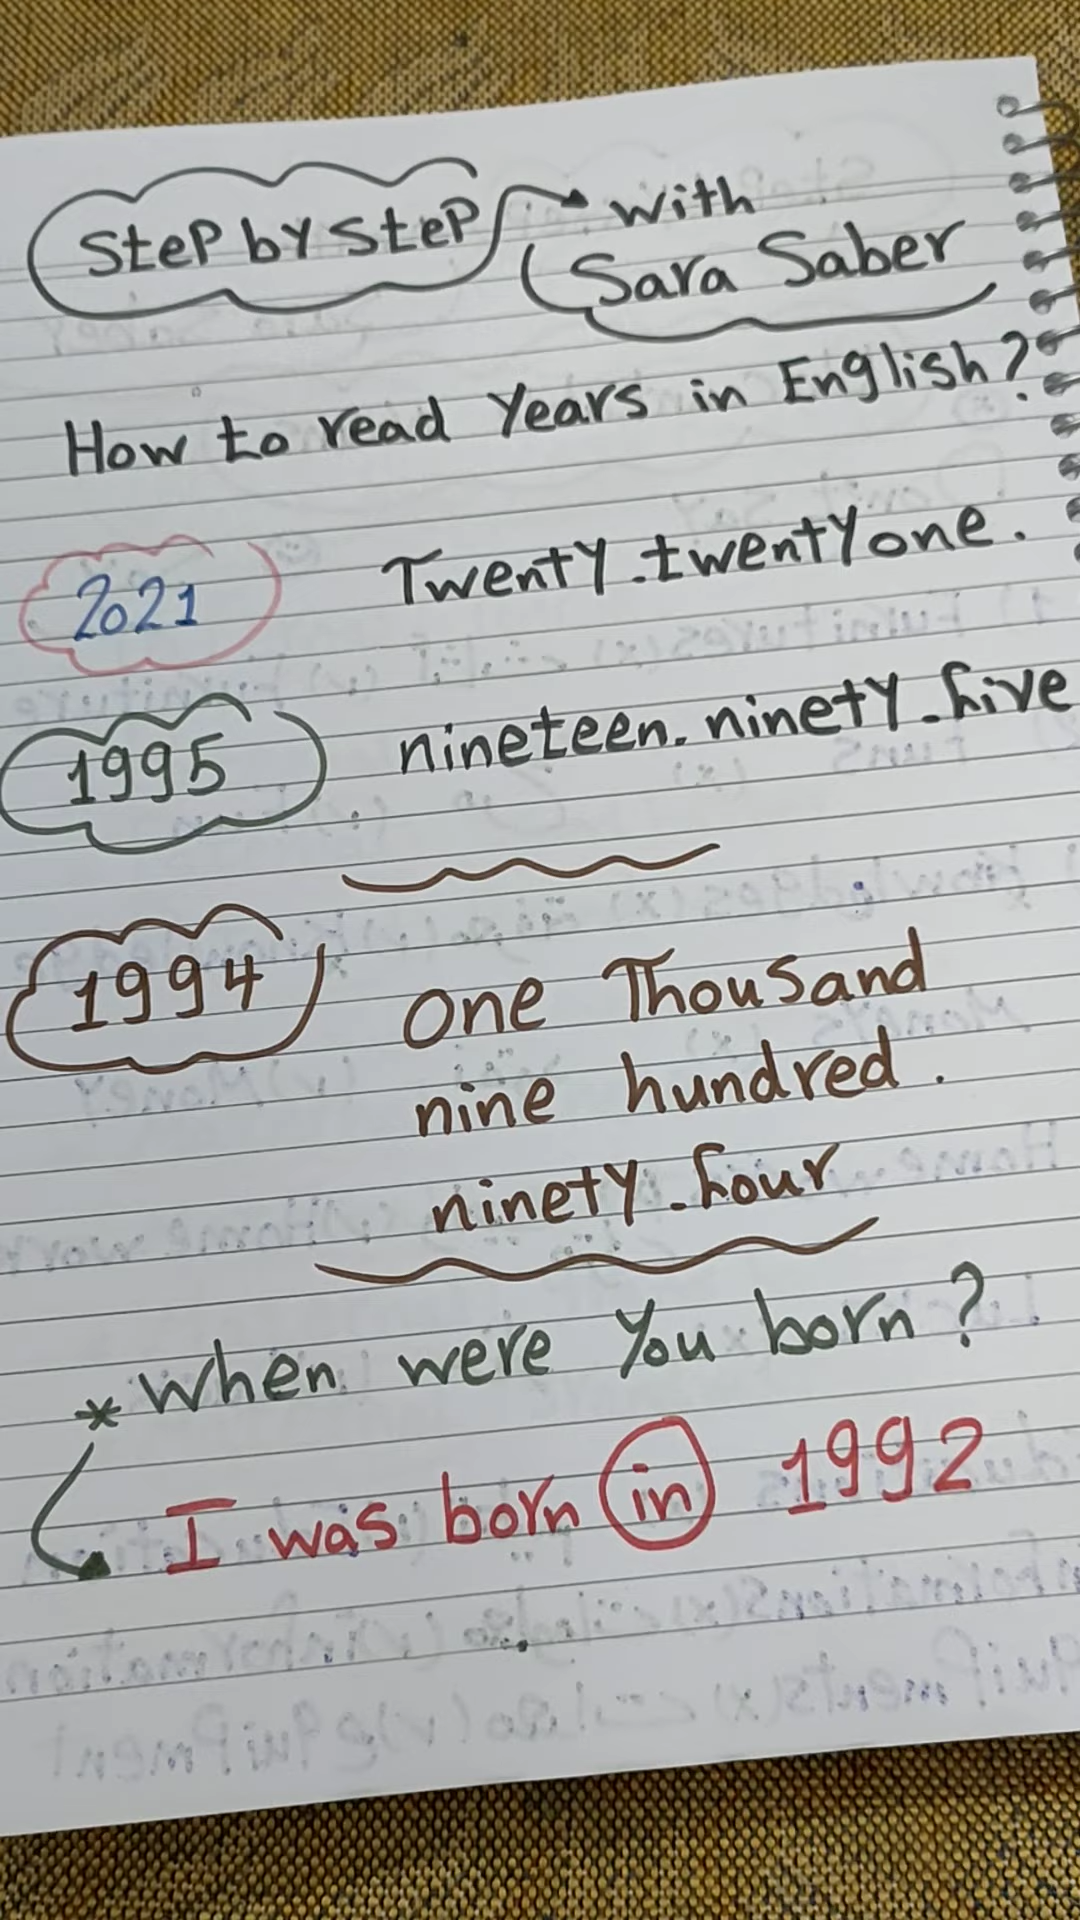 SteP by SteP with
Sara Saber
How to read Years in English?
2021 Twenty.twenty one.
1995 nineteen.ninety-five
1994 one Thousand
nine hundred.
ninety-four
* When were You born?
I was born in 1992